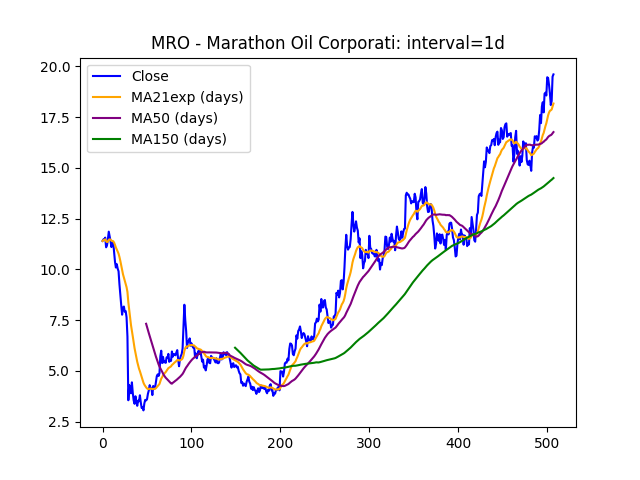 MRO - Marathon Oil Corporati: interval=1d
20.0
17.5
15.0
12.5
10.0
7.5
5.0
2.5
Close
MA21exp (days)
MA50 (days)
MA150 (days)
0
100
200
300
400
500